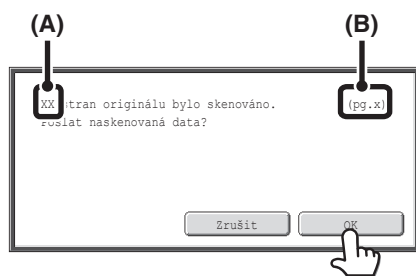 (A) (B)
XX stran originálu bylo skenováno. (pg.x)
Poslat naskenovaná data?
Zrušit OK